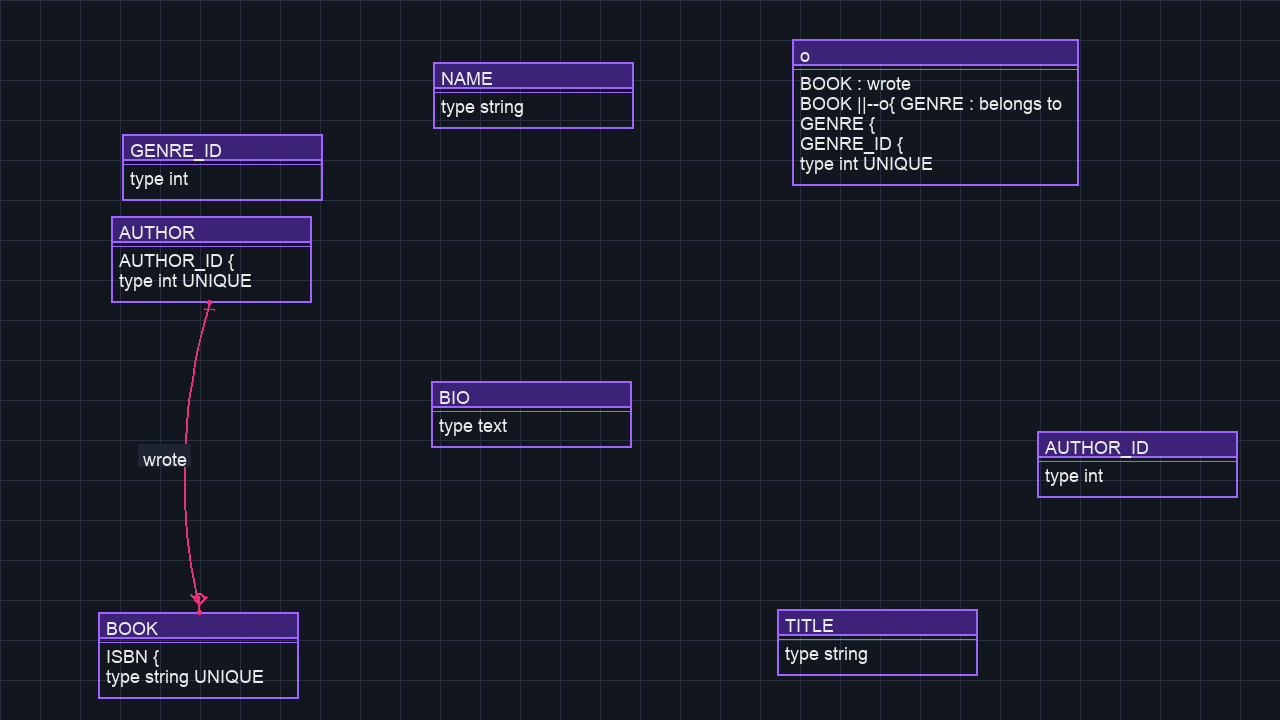 NAME
type string
o
BOOK : wrote
BOOK ||--o{ GENRE : belongs to
GENRE {
GENRE_ID {
type int UNIQUE
GENRE_ID
type int
AUTHOR
AUTHOR_ID {
type int UNIQUE
wrote
BIO
type text
AUTHOR_ID
type int
BOOK
ISBN {
type string UNIQUE
TITLE
type string